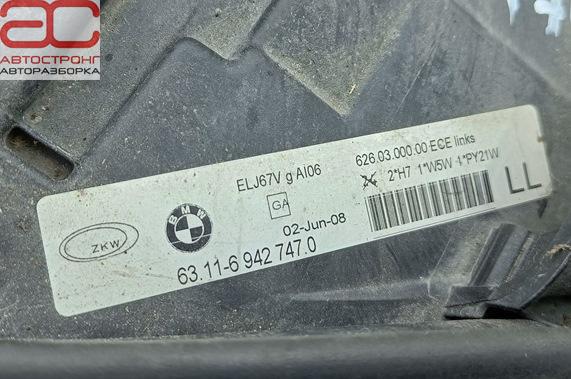 АС
АВТОСТРОНГ
АВТОРАЗБОРКА
ELJ67V g AI06
626.03.000.00 ECE links
GA
2*H7 1*W5W 1*PY21W
ZKW
BMW
02-Jun-08
LL
63.11-6 942 747.0